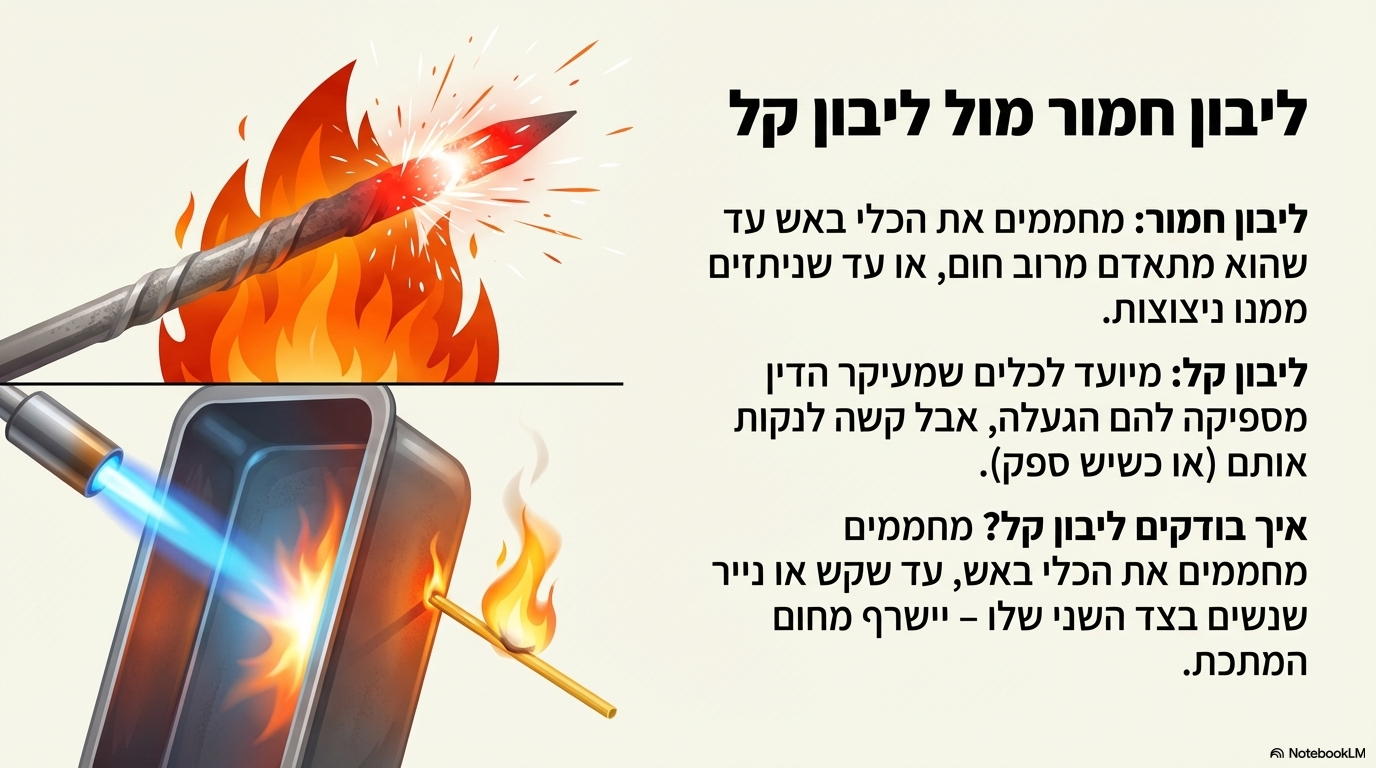 ליבון חמור מול ליבון קל
ליבון חמור: מחממים את הכלי באש עד
שהוא מתאדם מרוב חום, או עד שניתזים
ממנו ניצוצות.
ליבון קל: מיועד לכלים שמעיקר הדין
מספיקה להם הגעלה, אבל קשה לנקות
אותם (או כשיש ספק).
איך בודקים ליבון קל? מחממים
מחממים את הכלי באש, עד שקש או נייר
שנשים בצד השני שלו – יישרף מחום
המתכת.
NotebookLM